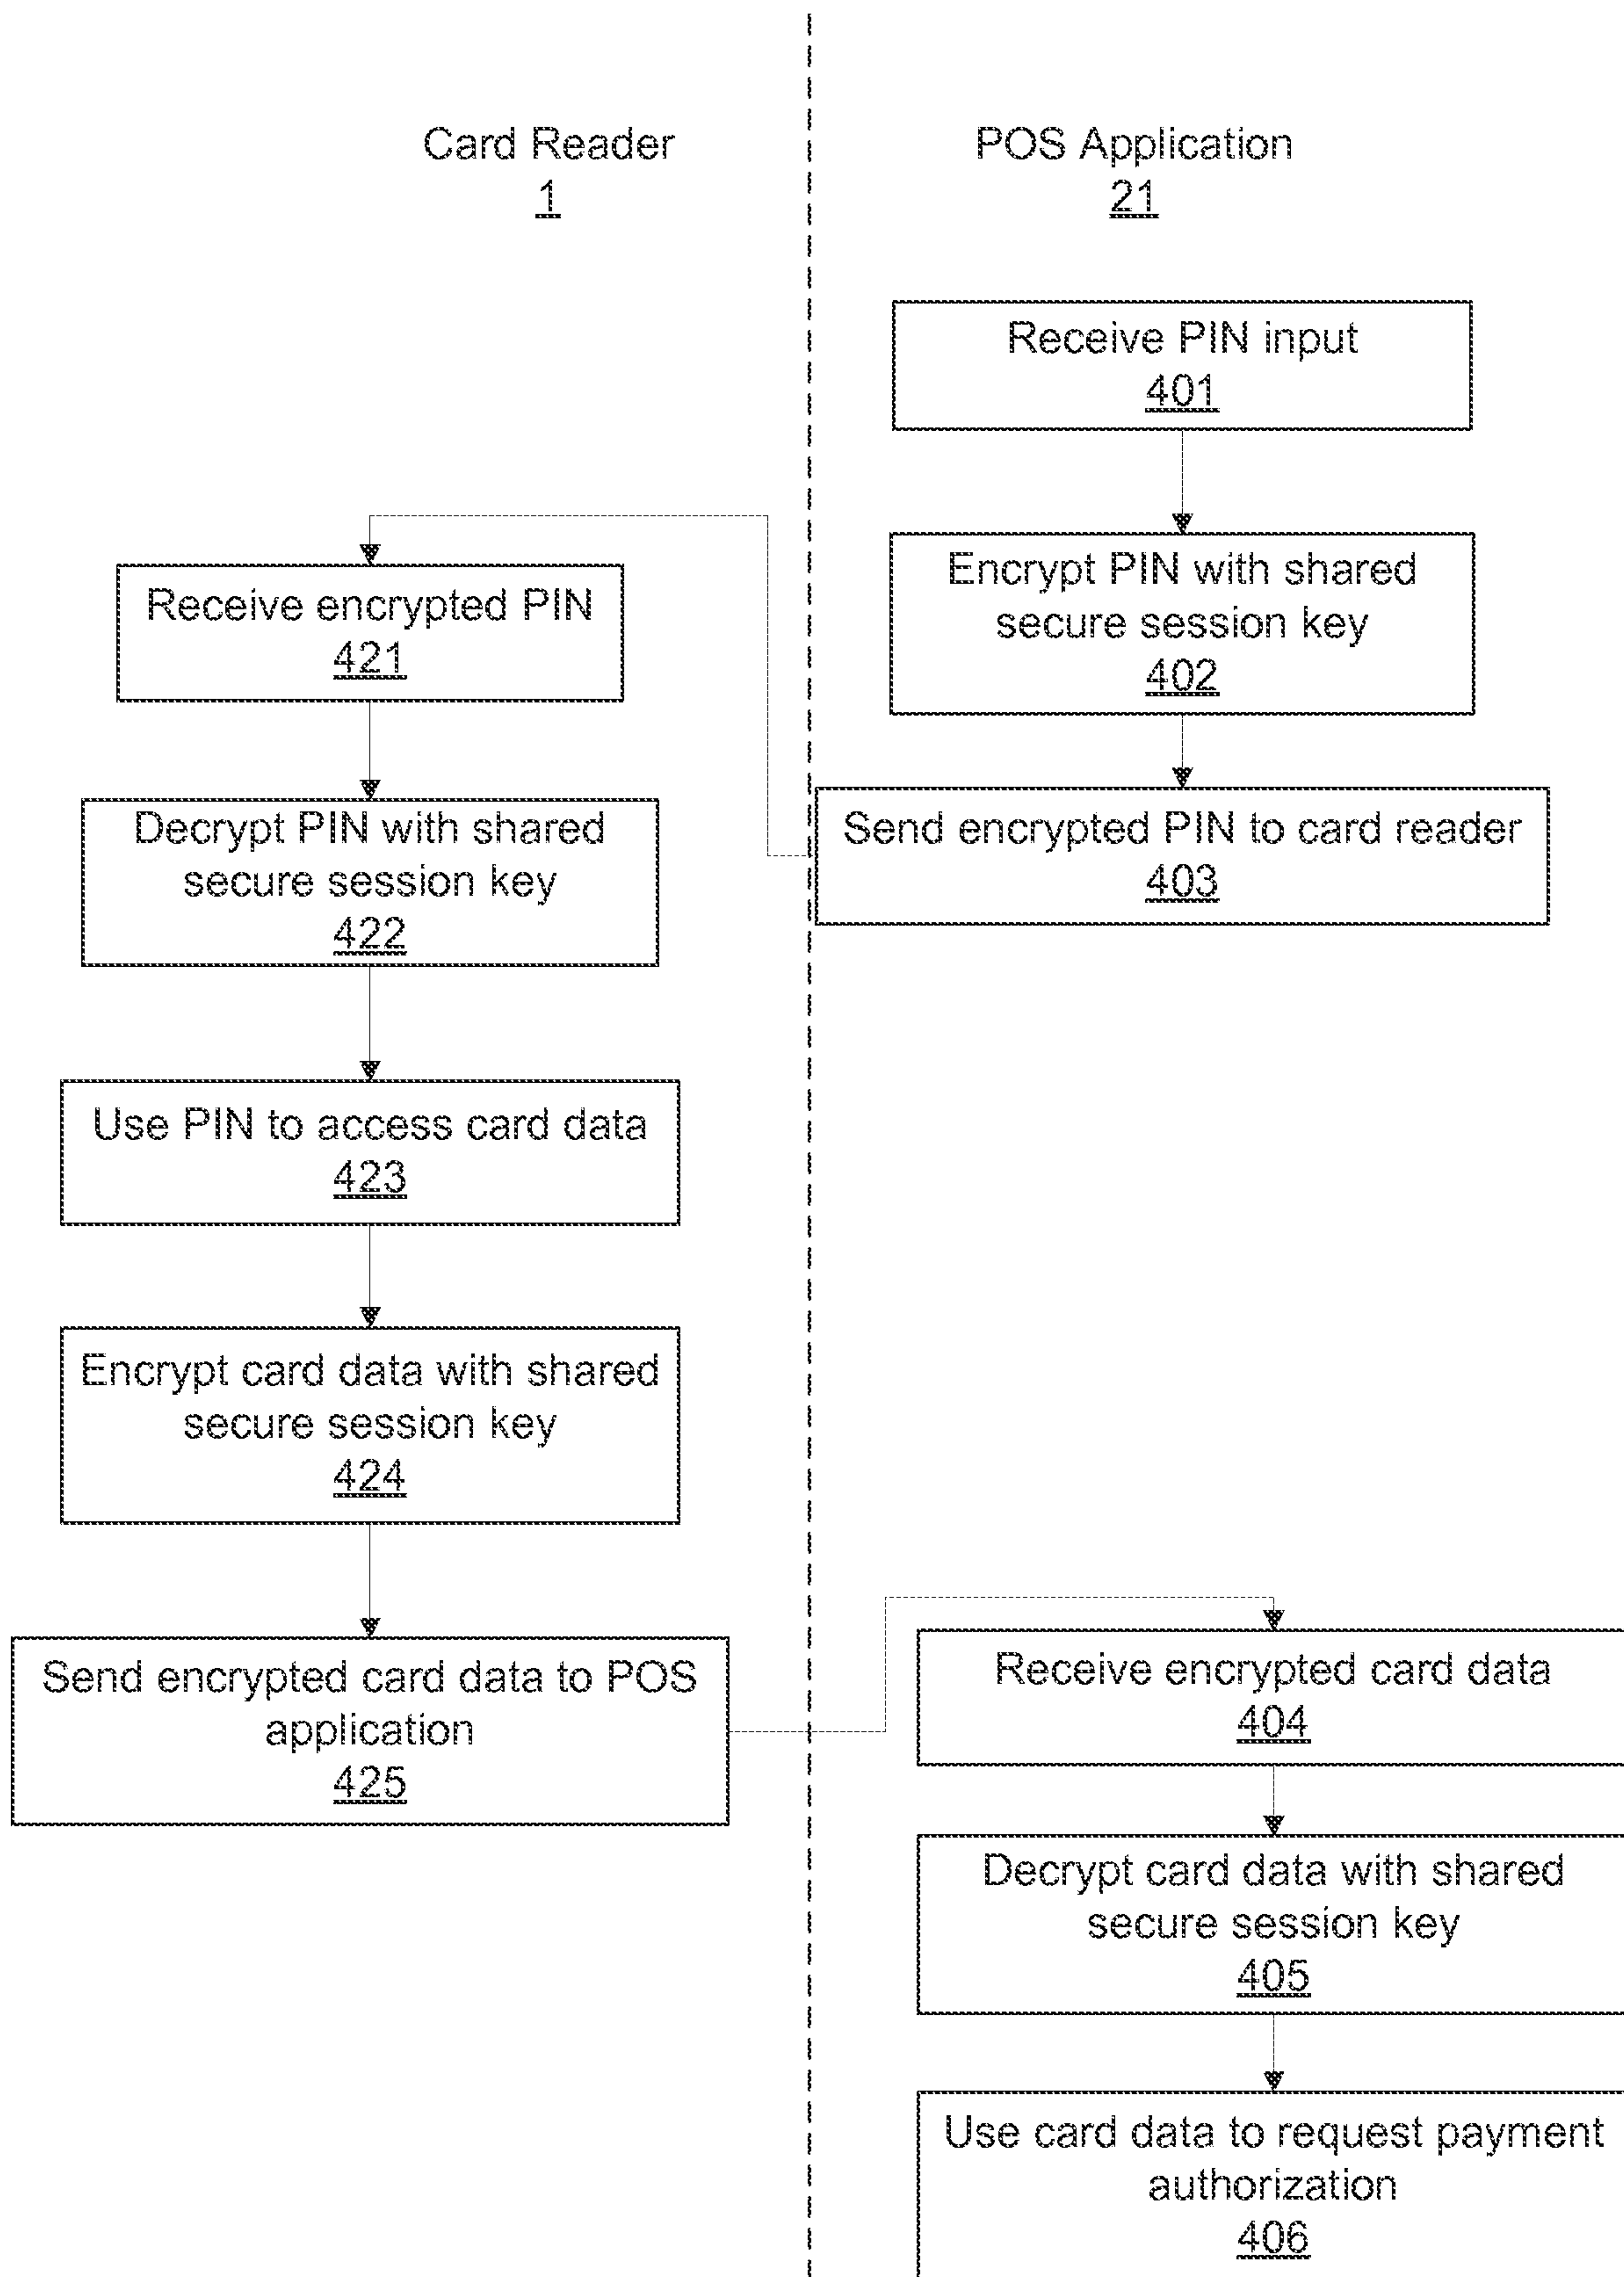 Card Reader
1
POS Application
21
Receive PIN input
401
Encrypt PIN with shared
secure session key
402
Send encrypted PIN to card reader
403
Receive encrypted PIN
421
Decrypt PIN with shared
secure session key
422
Use PIN to access card data
423
Encrypt card data with shared
secure session key
424
Send encrypted card data to POS
application
425
Receive encrypted card data
404
Decrypt card data with shared
secure session key
405
Use card data to request payment
authorization
406